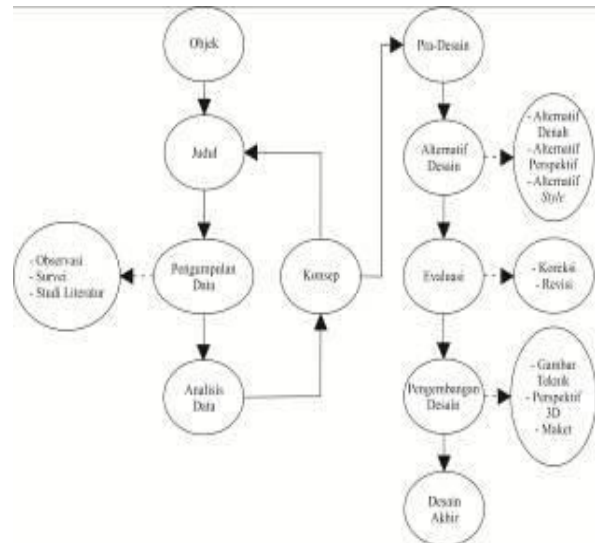 Objek
Judul
Pengumpulan
Data
- Observasi
- Survei
- Studi Literatur
Analisis
Data
Konsep
Pra-Desain
Alternatif
Desain
- Alternatif
Denah
- Alternatif
Perspektif
- Alternatif
Style
Evaluasi
- Koreksi
- Revisi
Pengembangan
Desain
- Gambar
Teknik
- Perspektif
3D
- Maket
Desain
Akhir